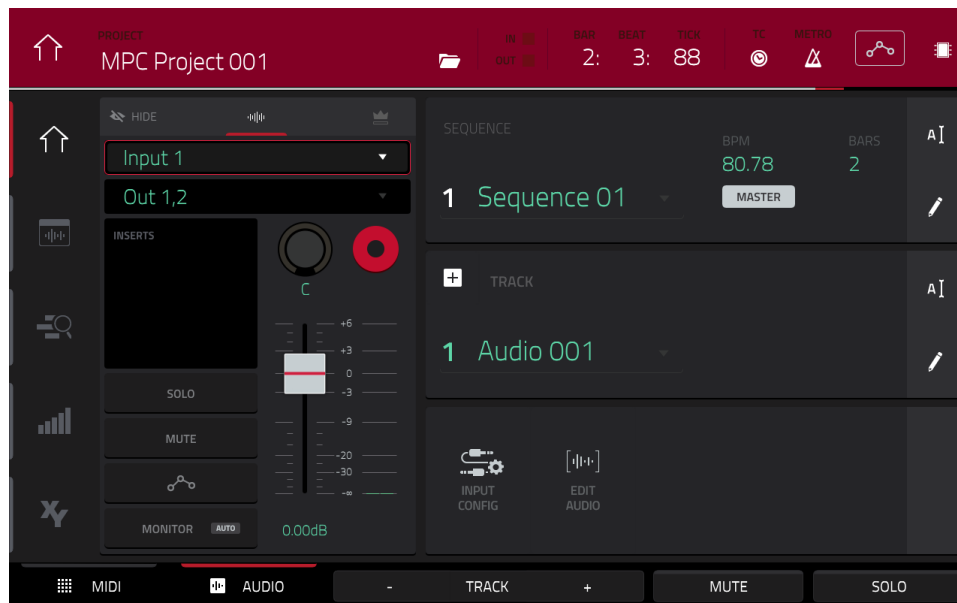 PROJECT
MPC Project 001
IN
OUT
BAR BEAT TICK
2: 3: 88
TC
METRO
HIDE
Input 1
Out 1,2
INSERTS
C
+6
+3
0
-3
-9
-20
-30
-∞
SOLO
MUTE
MONITOR AUTO
0.00dB
SEQUENCE
1 Sequence 01
BPM
80.78
MASTER
BARS
2
TRACK
1 Audio 001
INPUT CONFIG
EDIT AUDIO
A
A
XY
MIDI AUDIO - TRACK + MUTE SOLO